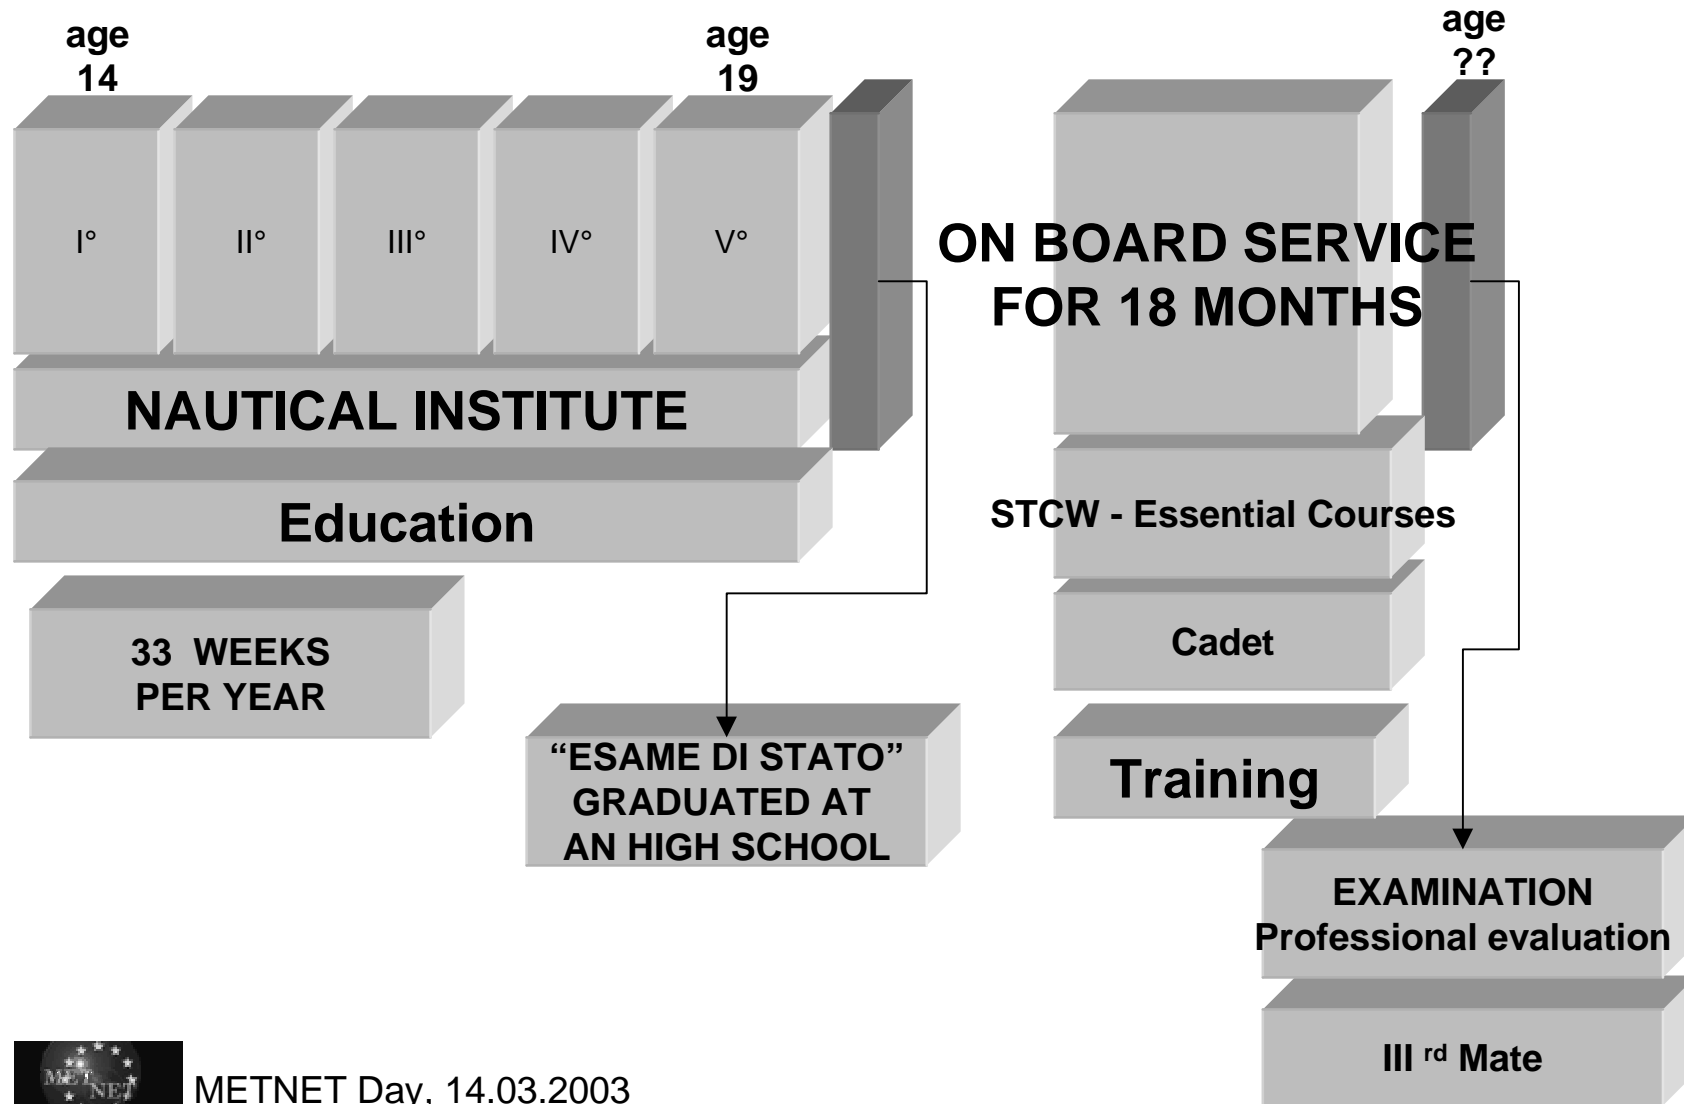 age
14
age
19
age
??
I°
II°
III°
IV°
V°
ON BOARD SERVICE
FOR 18 MONTHS
NAUTICAL INSTITUTE
Education
STCW - Essential Courses
33 WEEKS
PER YEAR
Cadet
“ESAME DI STATO”
GRADUATED AT
AN HIGH SCHOOL
Training
EXAMINATION
Professional evaluation
III rd Mate
MET
NET
METNET Day, 14.03.2003